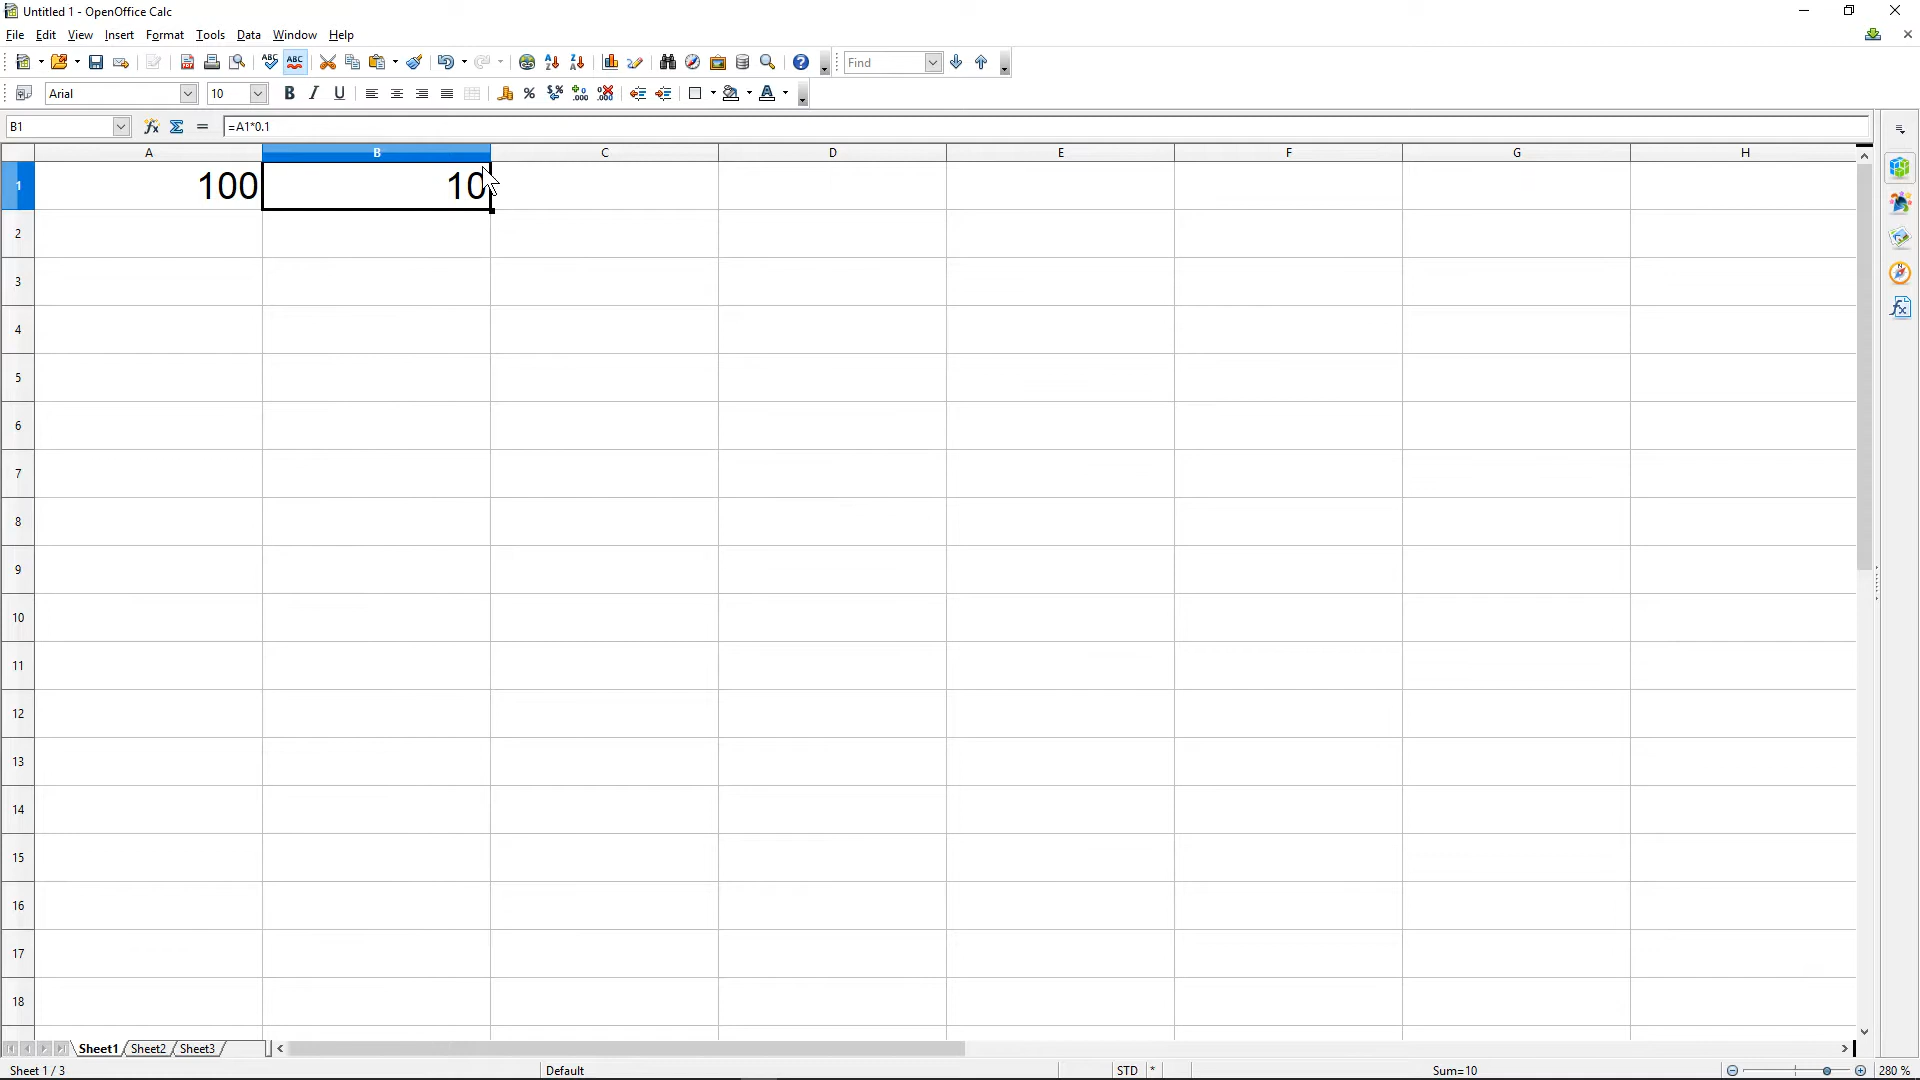 Untitled 1 - OpenOffice Calc
File Edit View Insert Format Tools Data Window Help
Find
Arial 10
B1 =A1*0.1
A B C D E F G H
1 100 10
2
3
4
5
6
7
8
9
10
11
12
13
14
15
16
17
18
Sheet1 Sheet2 Sheet3
Sheet 1 / 3 Default STD * Sum=10 280 %